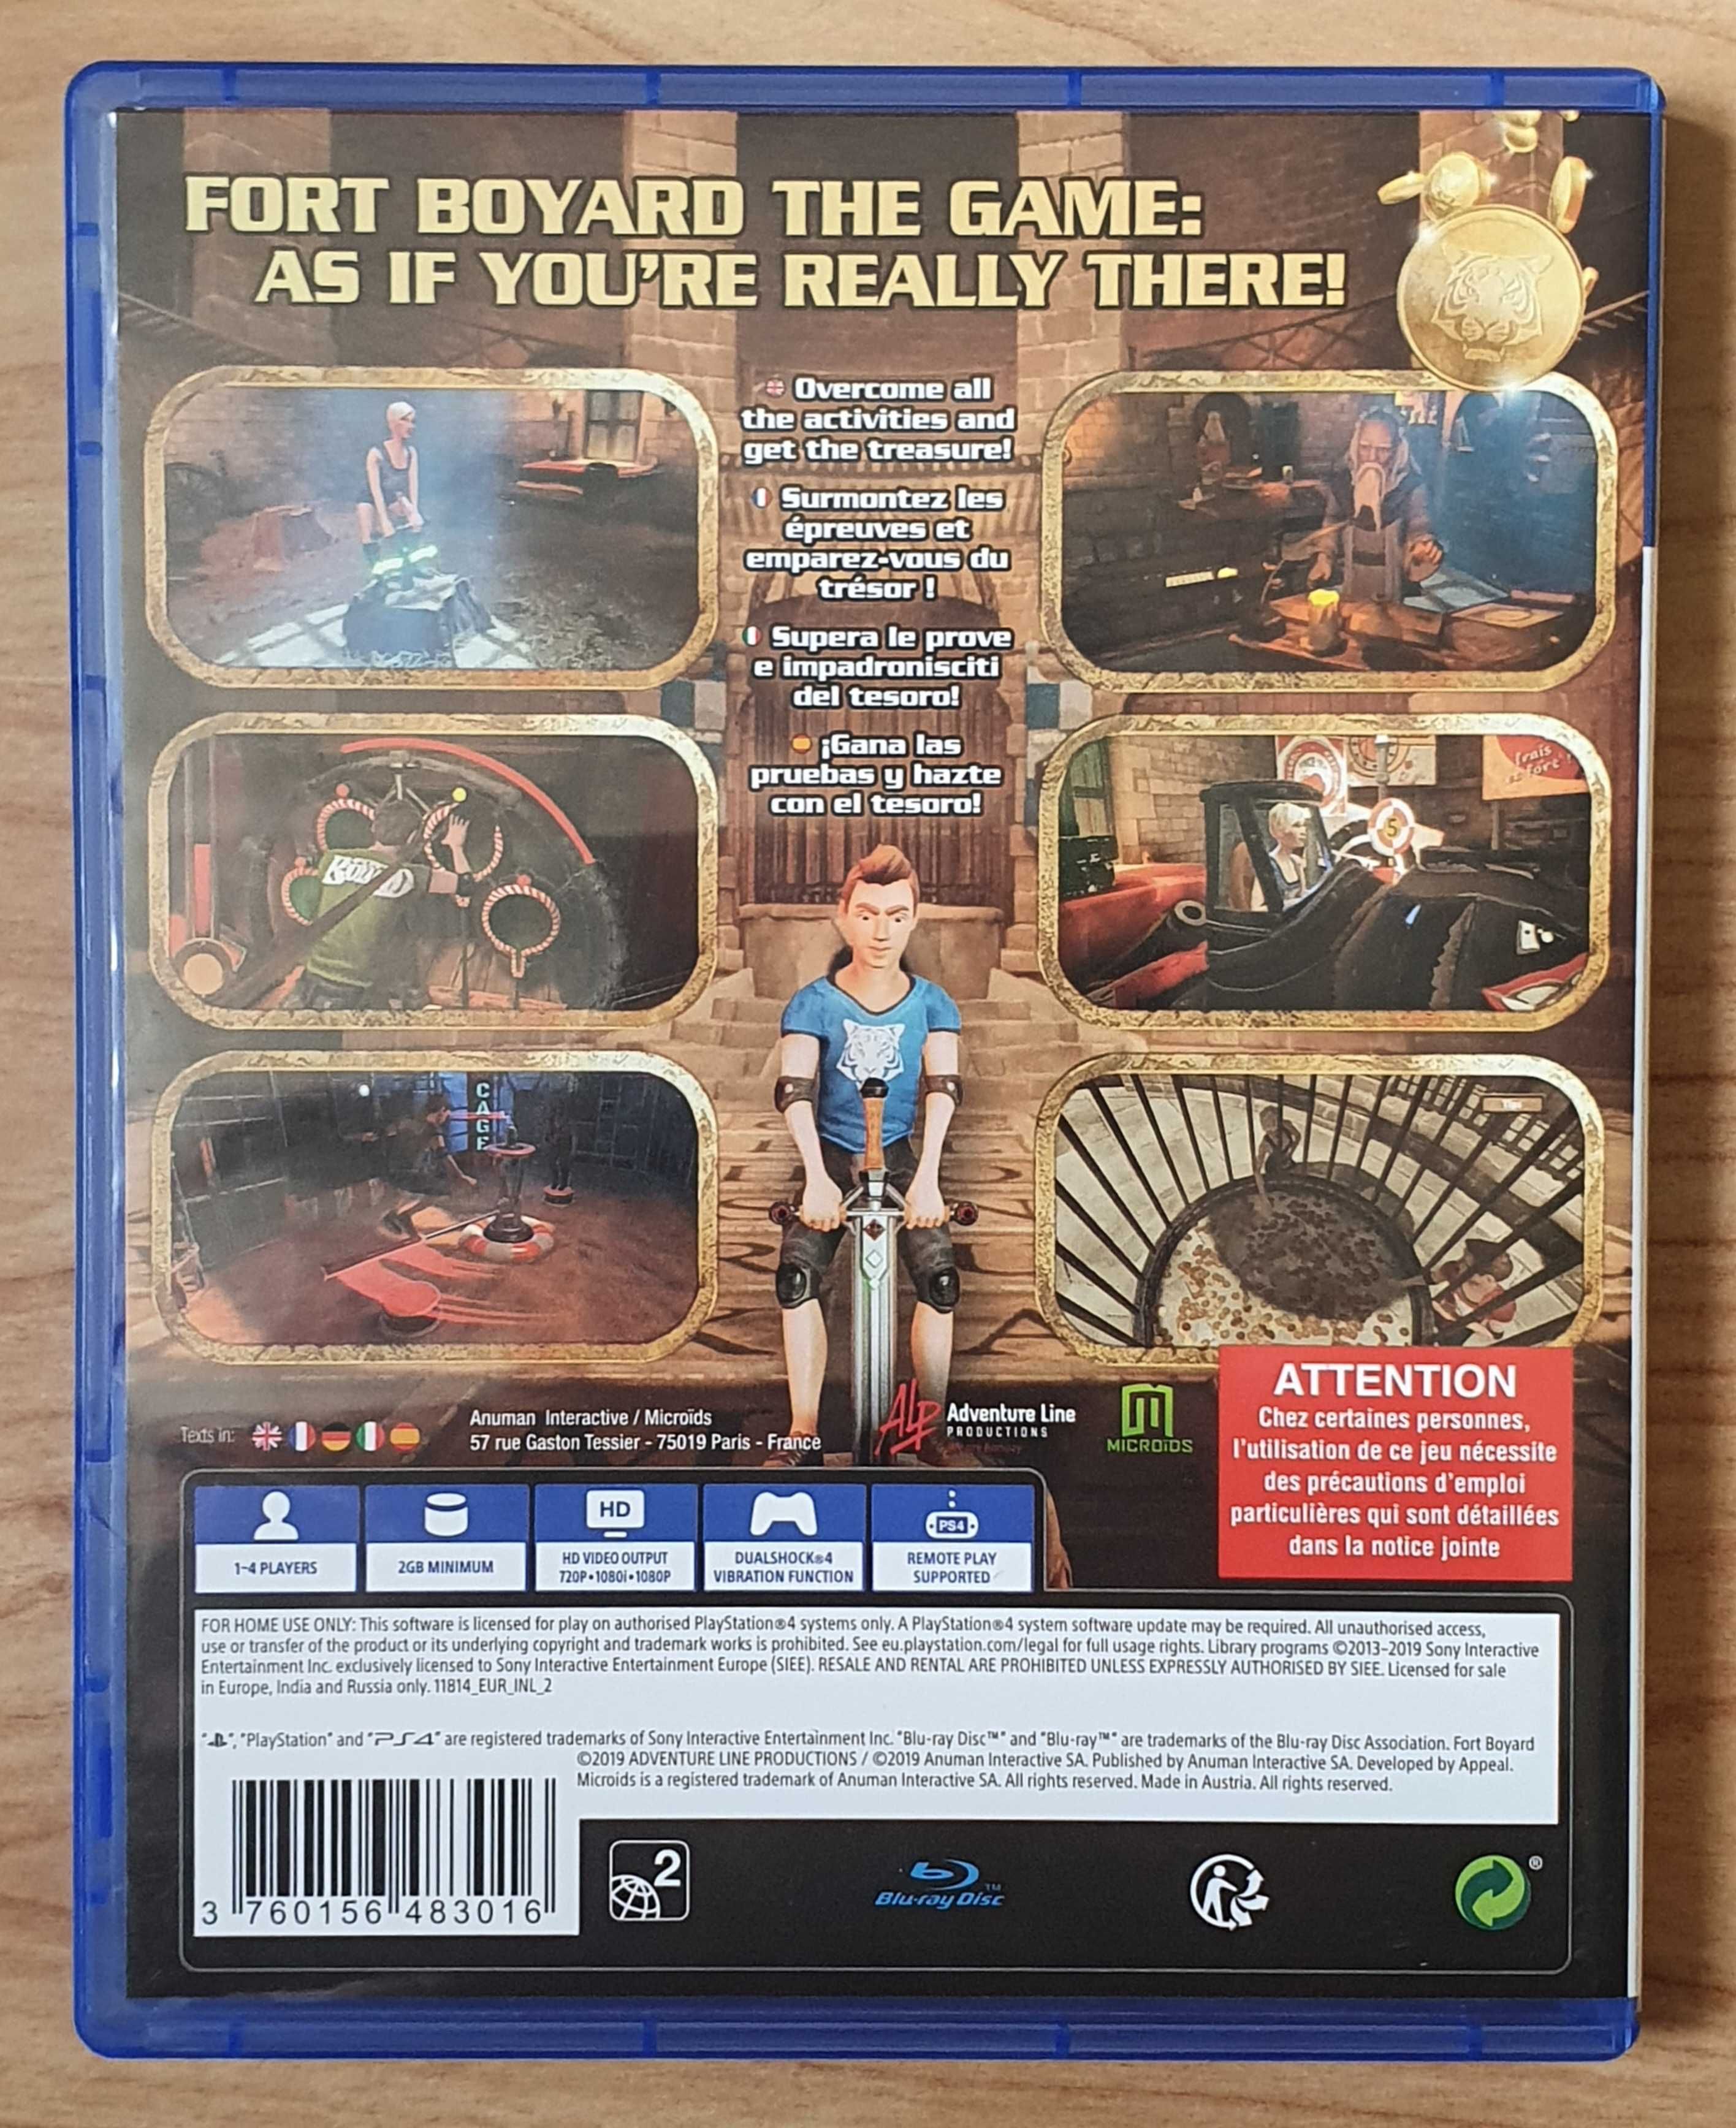 FORT BOYARD THE GAME:
AS IF YOU'RE REALLY THERE!
Overcome all
the activities and
get the treasure!
Surmontez les
épreuves et
emparez-vous du
trésor !
Supera le prove
e impadronisciti
del tesoro!
¡Gana las
pruebas y hazte
con el tesoro!
frais
5
CAGE
Texts in:
Anuman Interactive / Microïds
57 rue Gaston Tessier - 75019 Paris - France
ALP
Adventure Line
PRODUCTIONS
MICROIDS
ATTENTION
Chez certaines personnes,
l'utilisation de ce jeu nécessite
des précautions d'emploi
particulières qui sont détaillées
dans la notice jointe
1-4 PLAYERS
2GB MINIMUM
HD
HD VIDEO OUTPUT
720P•1080i•1080P
DUALSHOCK®4
VIBRATION FUNCTION
PS4
REMOTE PLAY
SUPPORTED
FOR HOME USE ONLY: This software is licensed for play on authorised PlayStation®4 systems only. A PlayStation®4 system software update may be required. All unauthorised access,
use or transfer of the product or its underlying copyright and trademark works is prohibited. See eu.playstation.com/legal for full usage rights. Library programs ©2013-2019 Sony Interactive
Entertainment Inc. exclusively licensed to Sony Interactive Entertainment Europe (SIEE). RESALE AND RENTAL ARE PROHIBITED UNLESS EXPRESSLY AUTHORISED BY SIEE. Licensed for sale
in Europe, India and Russia only. 11814_EUR_INL_2
" ", "PlayStation" and "PS4" are registered trademarks of Sony Interactive Entertainment Inc. "Blu-ray Disc™" and "Blu-ray™" are trademarks of the Blu-ray Disc Association. Fort Boyard
©2019 ADVENTURE LINE PRODUCTIONS / ©2019 Anuman Interactive SA. Published by Anuman Interactive SA. Developed by Appeal.
Microids is a registered trademark of Anuman Interactive SA. All rights reserved. Made in Austria. All rights reserved.
3 760156 483016
2
Blu-ray Disc™
®